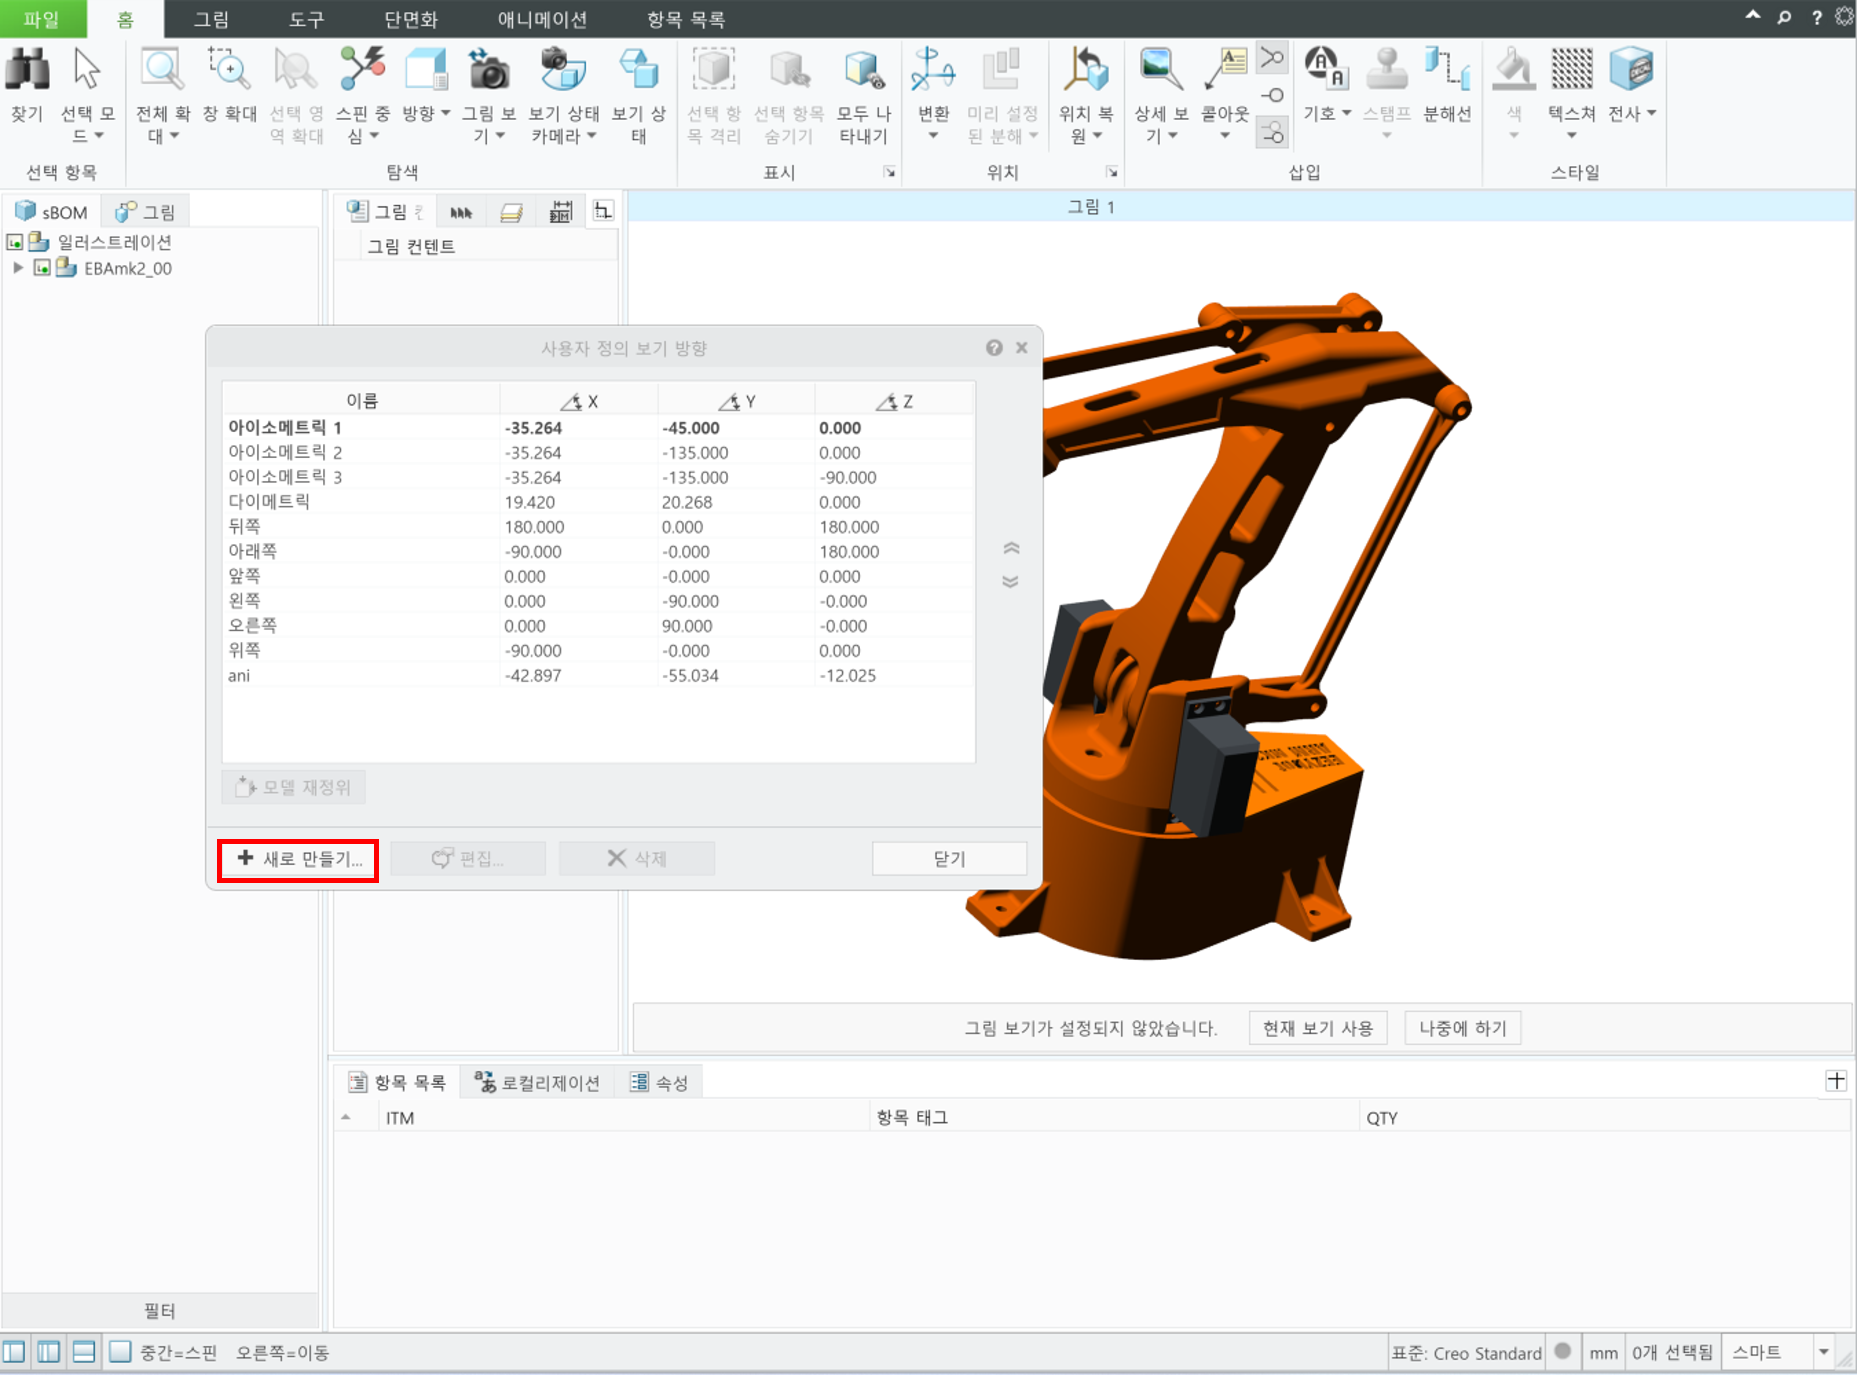 파일 홈 그림 도구 단면화 애니메이션 항목 목록
찾기 선택 모드 전체 확대 창 확대 선택 영역 확대 스핀 중심 방향 그림 보기 보기 상태 카메라 보기 상태 선택 항목 격리 선택 항목 숨기기 모두 나타내기 변환 미리 설정된 분해 위치 복원 상세 보기 콜아웃 기호 스탬프 분해선 색 텍스쳐 전사
선택 항목 탐색 표시 위치 삽입 스타일
sBOM 그림
일러스트레이션
EBAmk2_00
그림
그림 컨텐트
그림 1
사용자 정의 보기 방향
이름 X Y Z
아이소메트릭 1 -35.264 -45.000 0.000
아이소메트릭 2 -35.264 -135.000 0.000
아이소메트릭 3 -35.264 -135.000 -90.000
다이메트릭 19.420 20.268 0.000
뒤쪽 180.000 0.000 180.000
아래쪽 -90.000 -0.000 180.000
앞쪽 0.000 -0.000 0.000
왼쪽 0.000 -90.000 -0.000
오른쪽 0.000 90.000 -0.000
위쪽 -90.000 -0.000 0.000
ani -42.897 -55.034 -12.025
모델 재정위
새로 만들기... 편집... 삭제 닫기
그림 보기가 설정되지 않았습니다. 현재 보기 사용 나중에 하기
항목 목록 로컬리제이션 속성
ITM 항목 태그 QTY
필터
중간=스핀 오른쪽=이동 표준: Creo Standard mm 0개 선택됨 스마트